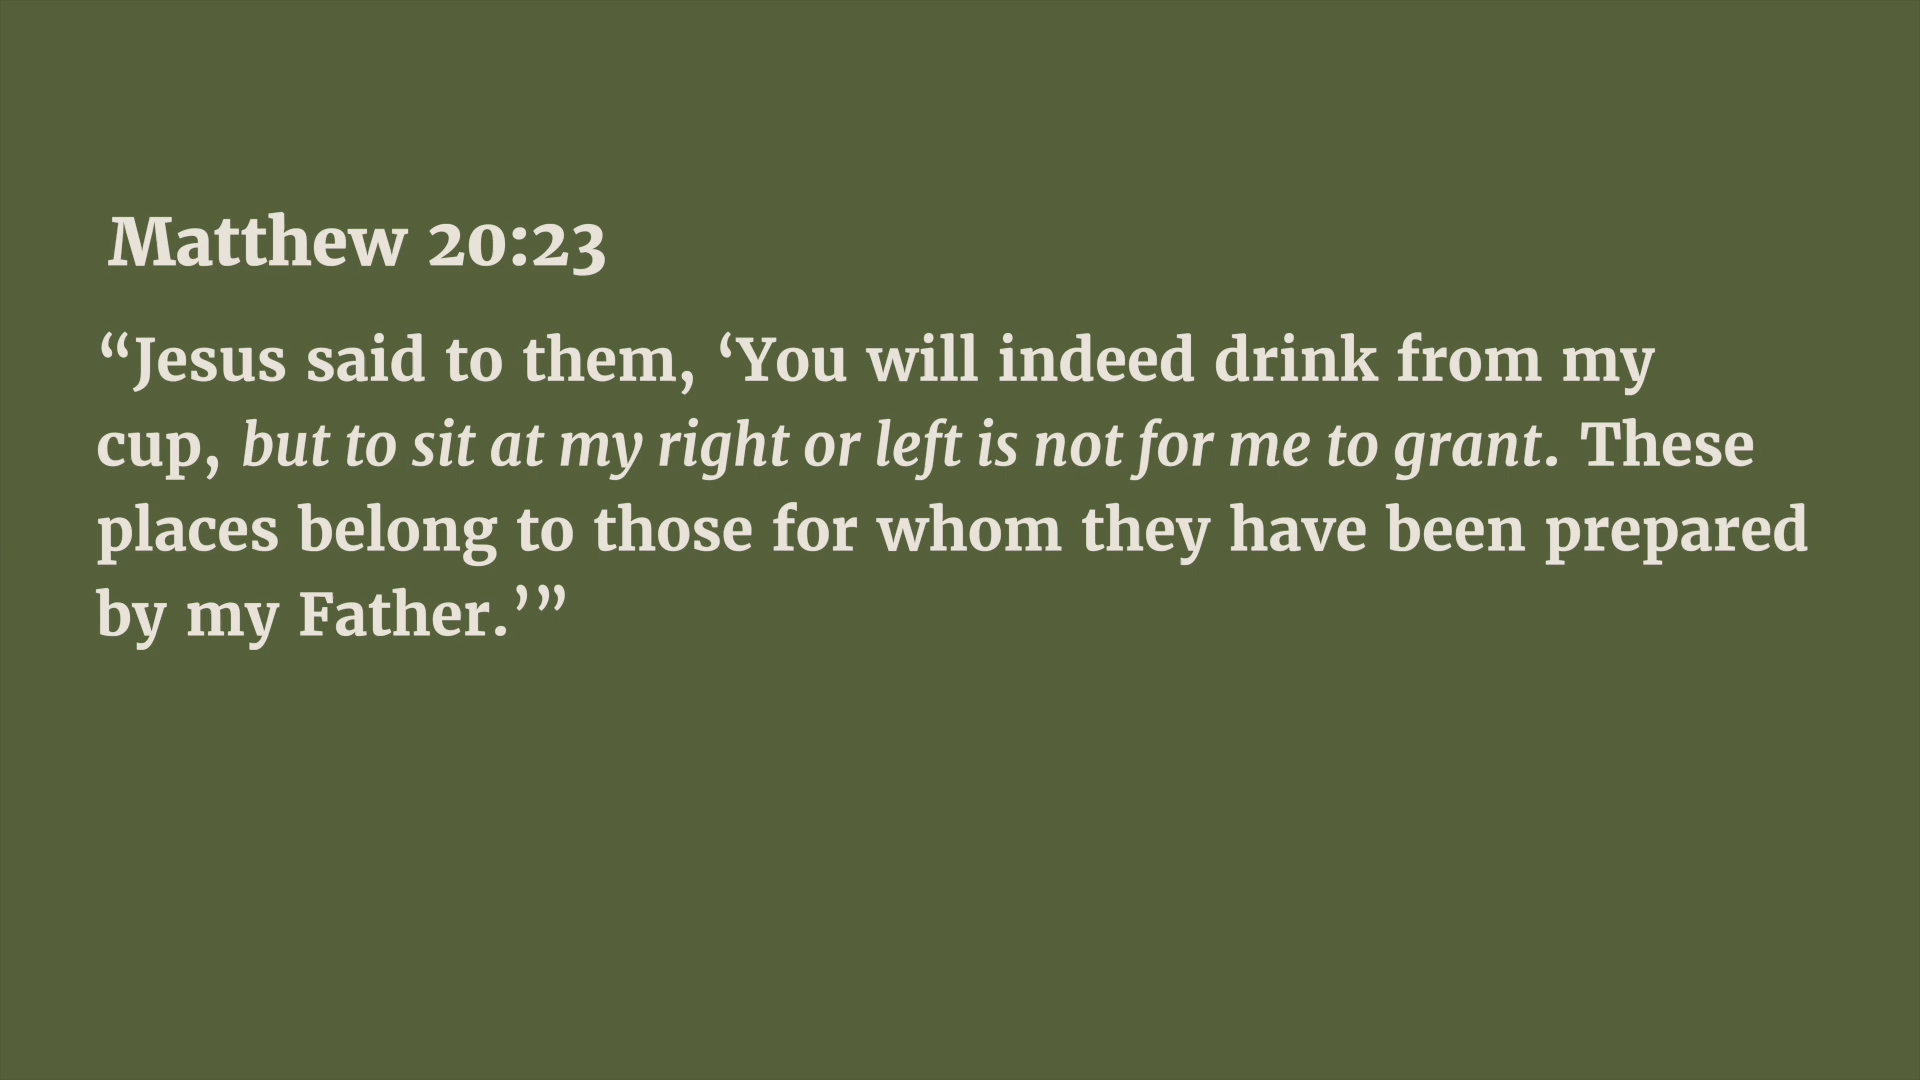 Matthew 20:23
“Jesus said to them, ‘You will indeed drink from my
cup, but to sit at my right or left is not for me to grant. These
places belong to those for whom they have been prepared
by my Father.’”